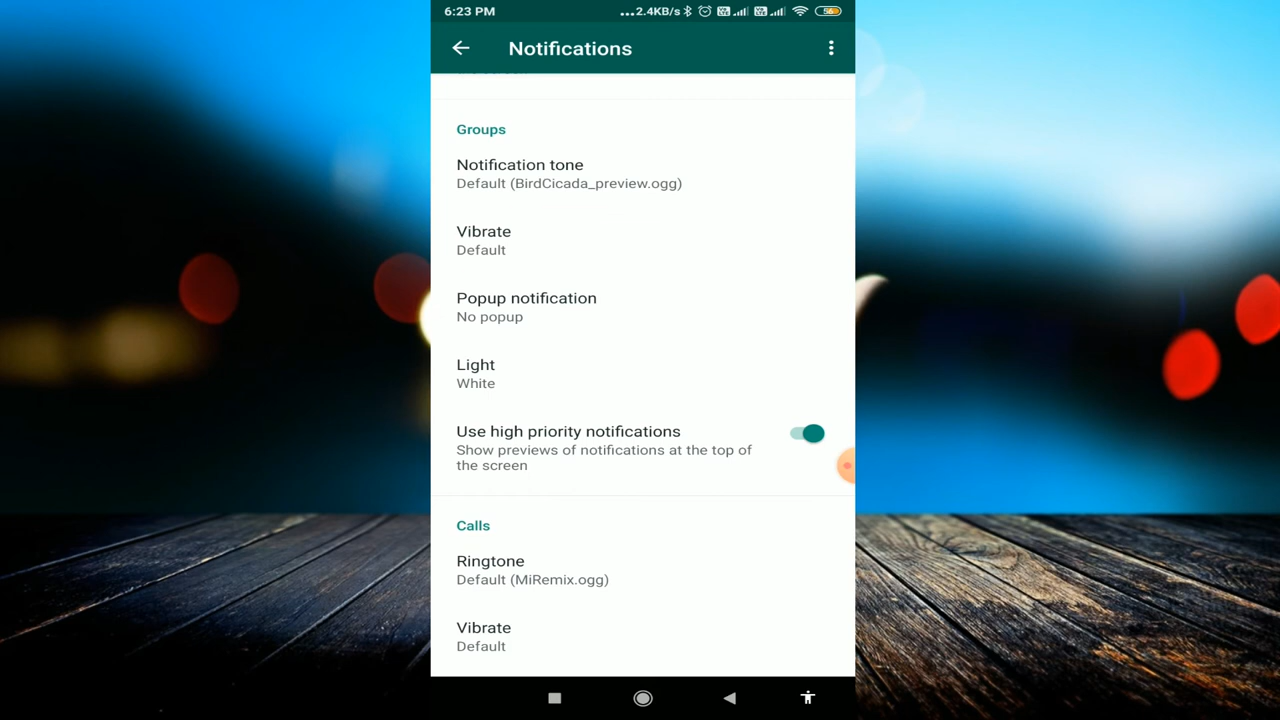 6:23 PM
...2.4KB/s 56
Notifications
Groups
Notification tone
Default (BirdCicada_preview.ogg)
Vibrate
Default
Popup notification
No popup
Light
White
Use high priority notifications
Show previews of notifications at the top of
the screen
Calls
Ringtone
Default (MiRemix.ogg)
Vibrate
Default